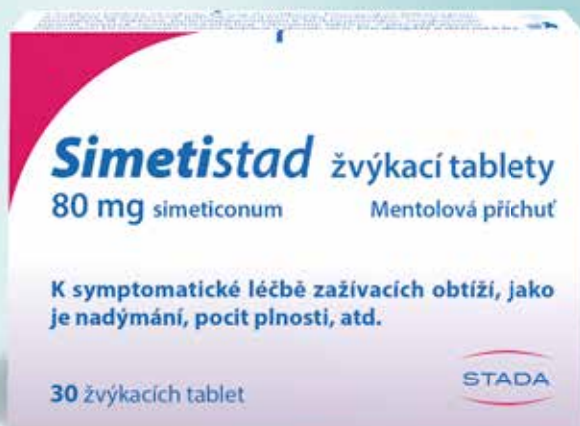 Simetistad žvýkací tablety
80 mg simeticonum Mentolová příchuť
K symptomatické léčbě zažívacích obtíží, jako
je nadýmání, pocit plnosti, atd.
30 žvýkacích tablet
STADA